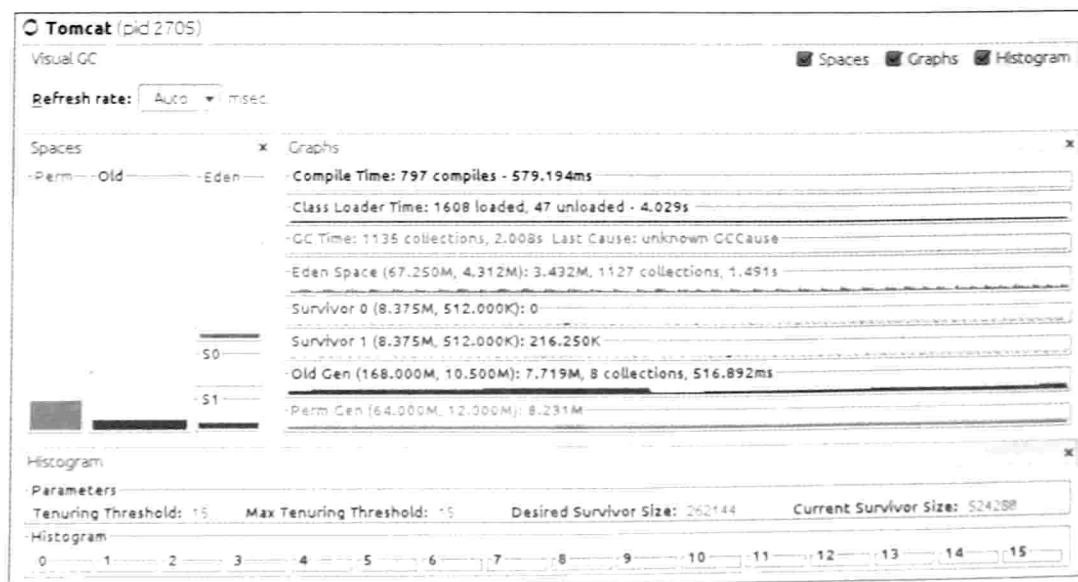 Tomcat (pid 2705)
Visual GC
Spaces Graphs Histogram
Refresh rate: Auto msec.
Spaces x
Perm Old Eden
S0
S1
Graphs x
Compile Time: 797 compiles - 579.194ms
Class Loader Time: 1608 loaded, 47 unloaded - 4.029s
GC Time: 1135 collections, 2.008s Last Cause: unknown GCCause
Eden Space (67.250M, 4.312M): 3.432M, 1127 collections, 1.491s
Survivor 0 (8.375M, 512.000K): 0
Survivor 1 (8.375M, 512.000K): 216.250K
Old Gen (168.000M, 10.500M): 7.719M, 8 collections, 516.892ms
Perm Gen (64.000M, 12.000M): 8.231M
Histogram x
Parameters
Tenuring Threshold: 15 Max Tenuring Threshold: 15 Desired Survivor Size: 262144 Current Survivor Size: 524288
Histogram
0 1 2 3 4 5 6 7 8 9 10 11 12 13 14 15